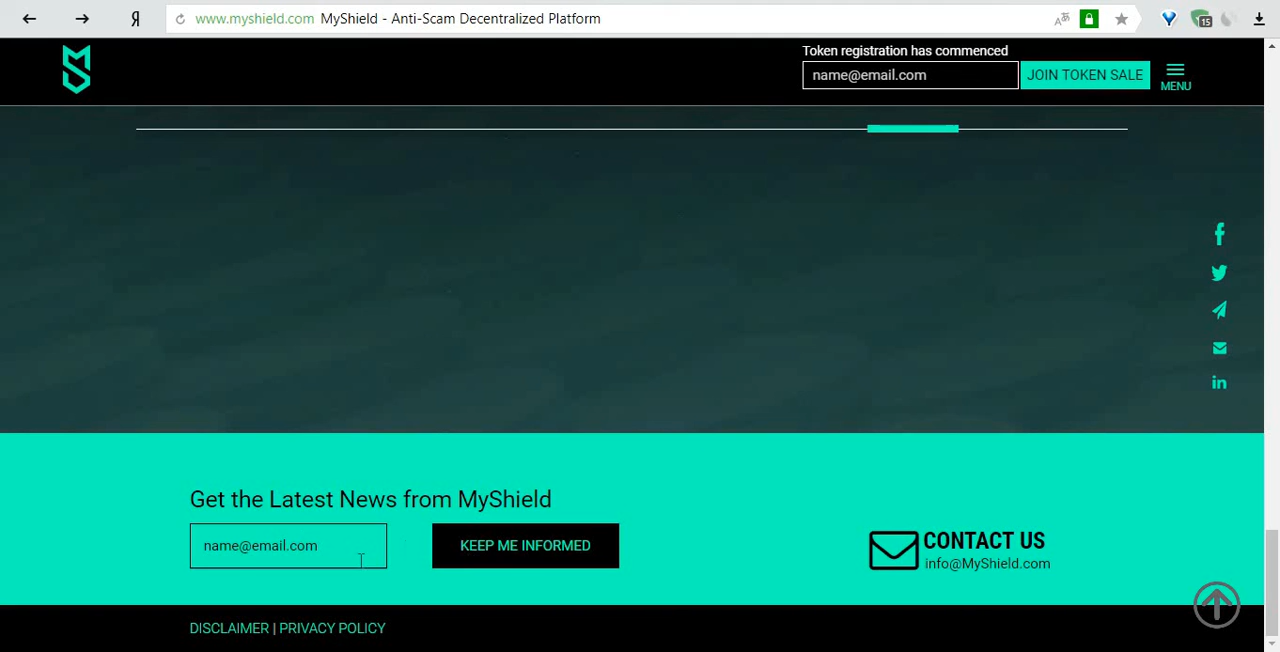 Я
www.myshield.com MyShield - Anti-Scam Decentralized Platform
15
Token registration has commenced
name@email.com JOIN TOKEN SALE
MENU
Get the Latest News from MyShield
name@email.com KEEP ME INFORMED
CONTACT US
info@MyShield.com
DISCLAIMER | PRIVACY POLICY